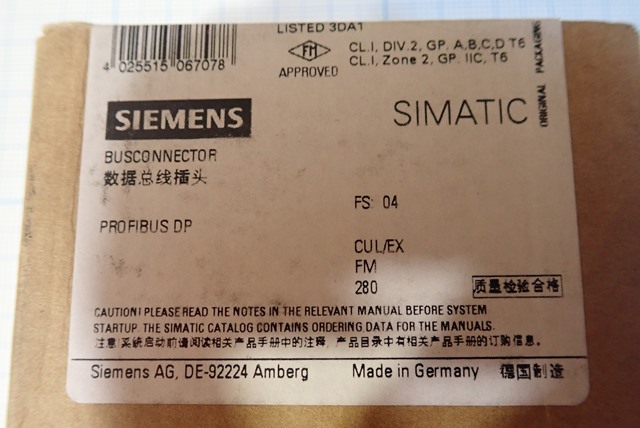 LISTED 3DA1
4 025515 067078
FM
APPROVED
CL.I, DIV.2, GP. A,B,C,D T6
CL.I, Zone 2, GP. IIC, T6
ORIGINAL PACKAGING
SIEMENS
SIMATIC
BUSCONNECTOR
数据总线插头
FS: 04
PROFIBUS DP
CUL/EX
FM
280
质量检验合格
CAUTION! PLEASE READ THE NOTES IN THE RELEVANT MANUAL BEFORE SYSTEM
STARTUP. THE SIMATIC CATALOG CONTAINS ORDERING DATA FOR THE MANUALS.
注意 系统启动前请阅读相关产品手册中的注释，产品目录中有相关产品手册的订购信息。
Siemens AG, DE-92224 Amberg Made in Germany 德国制造